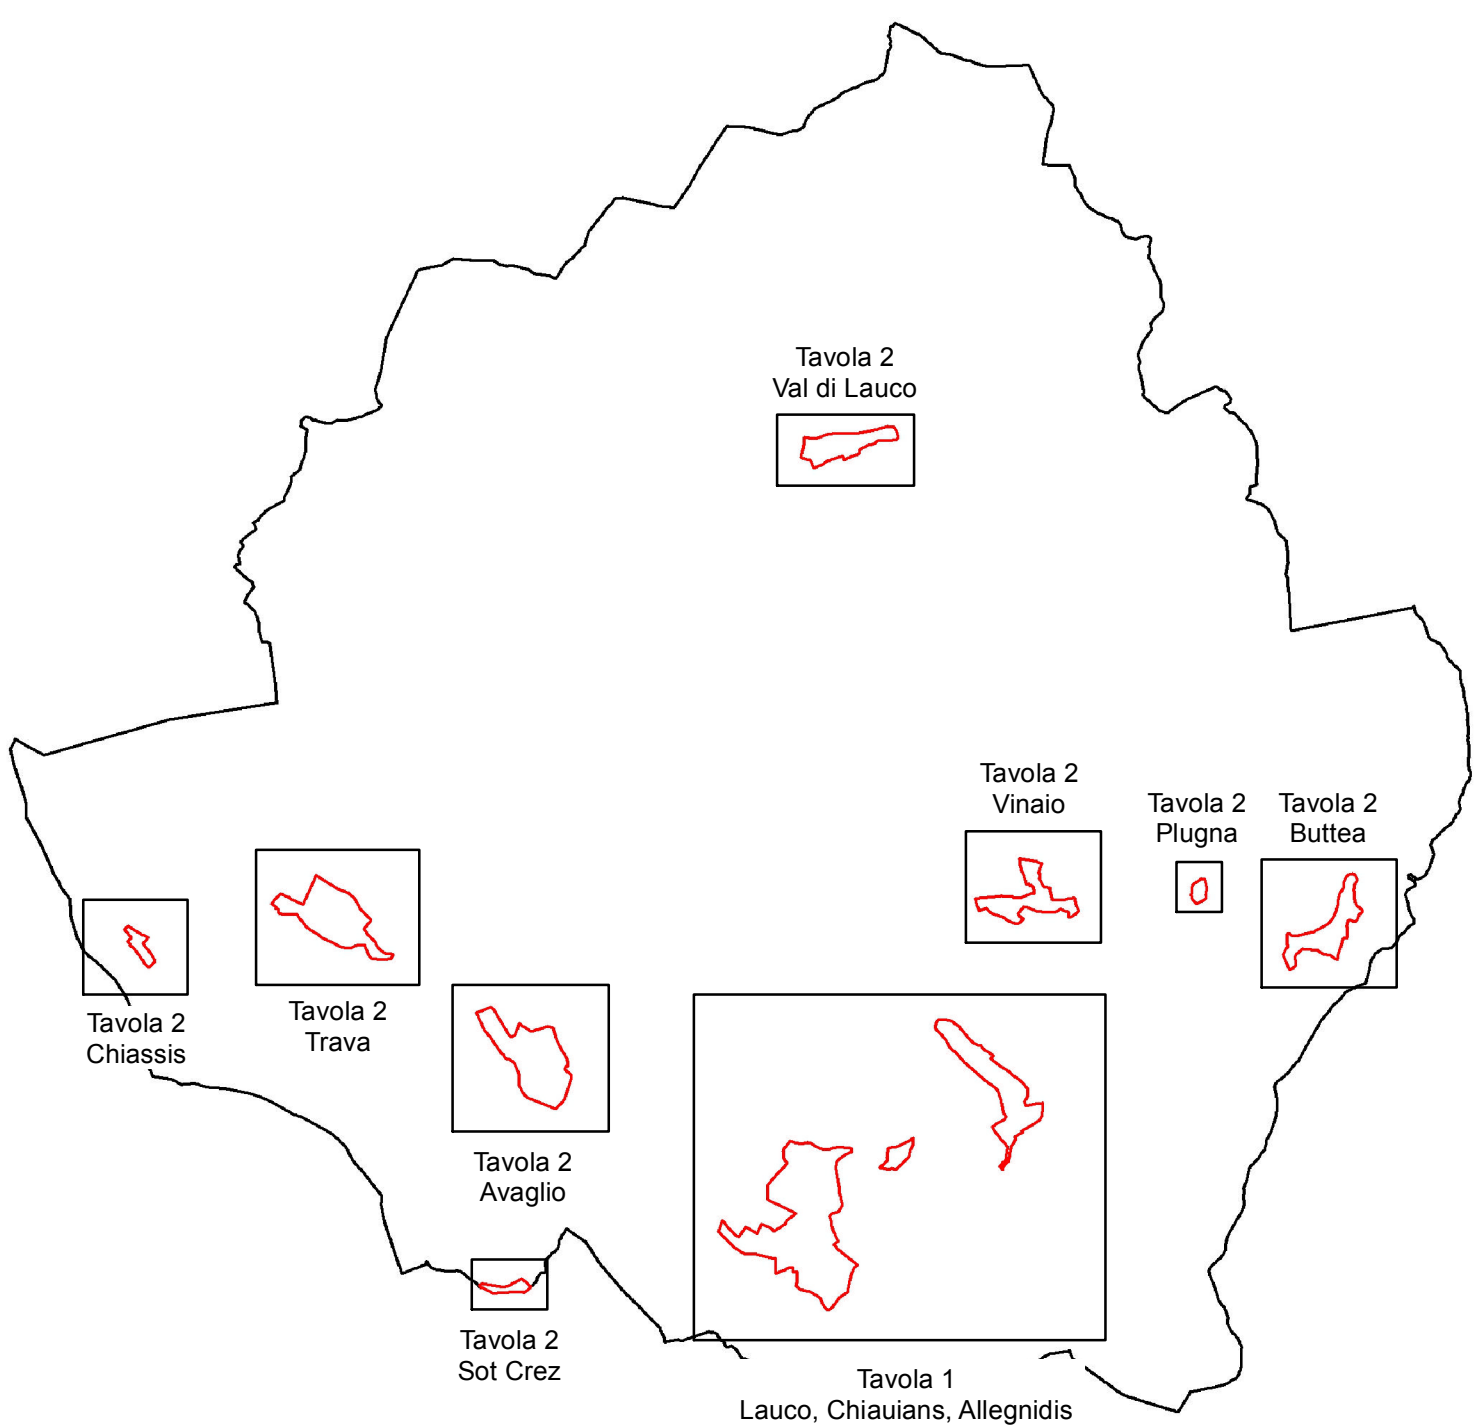 Tavola 2
Val di Lauco
Tavola 2
Vinaio
Tavola 2
Plugna
Tavola 2
Buttea
Tavola 2
Chiassis
Tavola 2
Trava
Tavola 2
Avaglio
Tavola 2
Sot Crez
Tavola 1
Lauco, Chiauians, Allegnidis